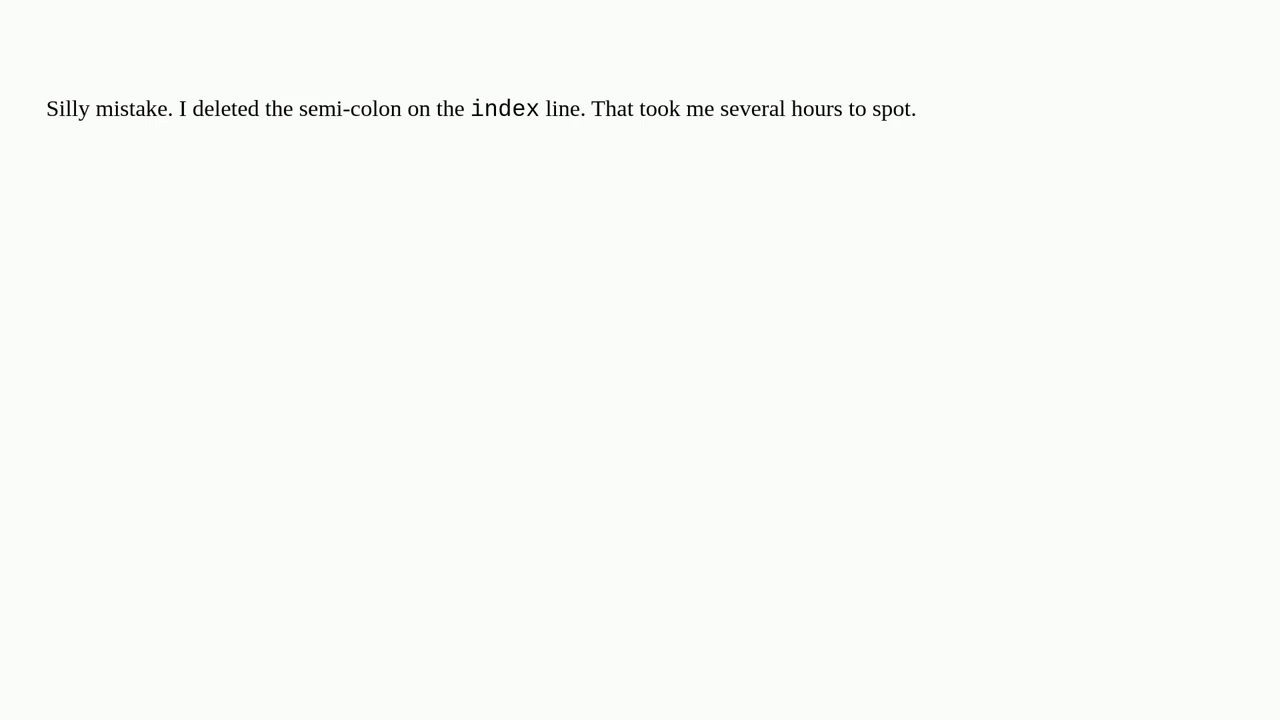 Silly mistake. I deleted the semi-colon on the index line. That took me several hours to spot.